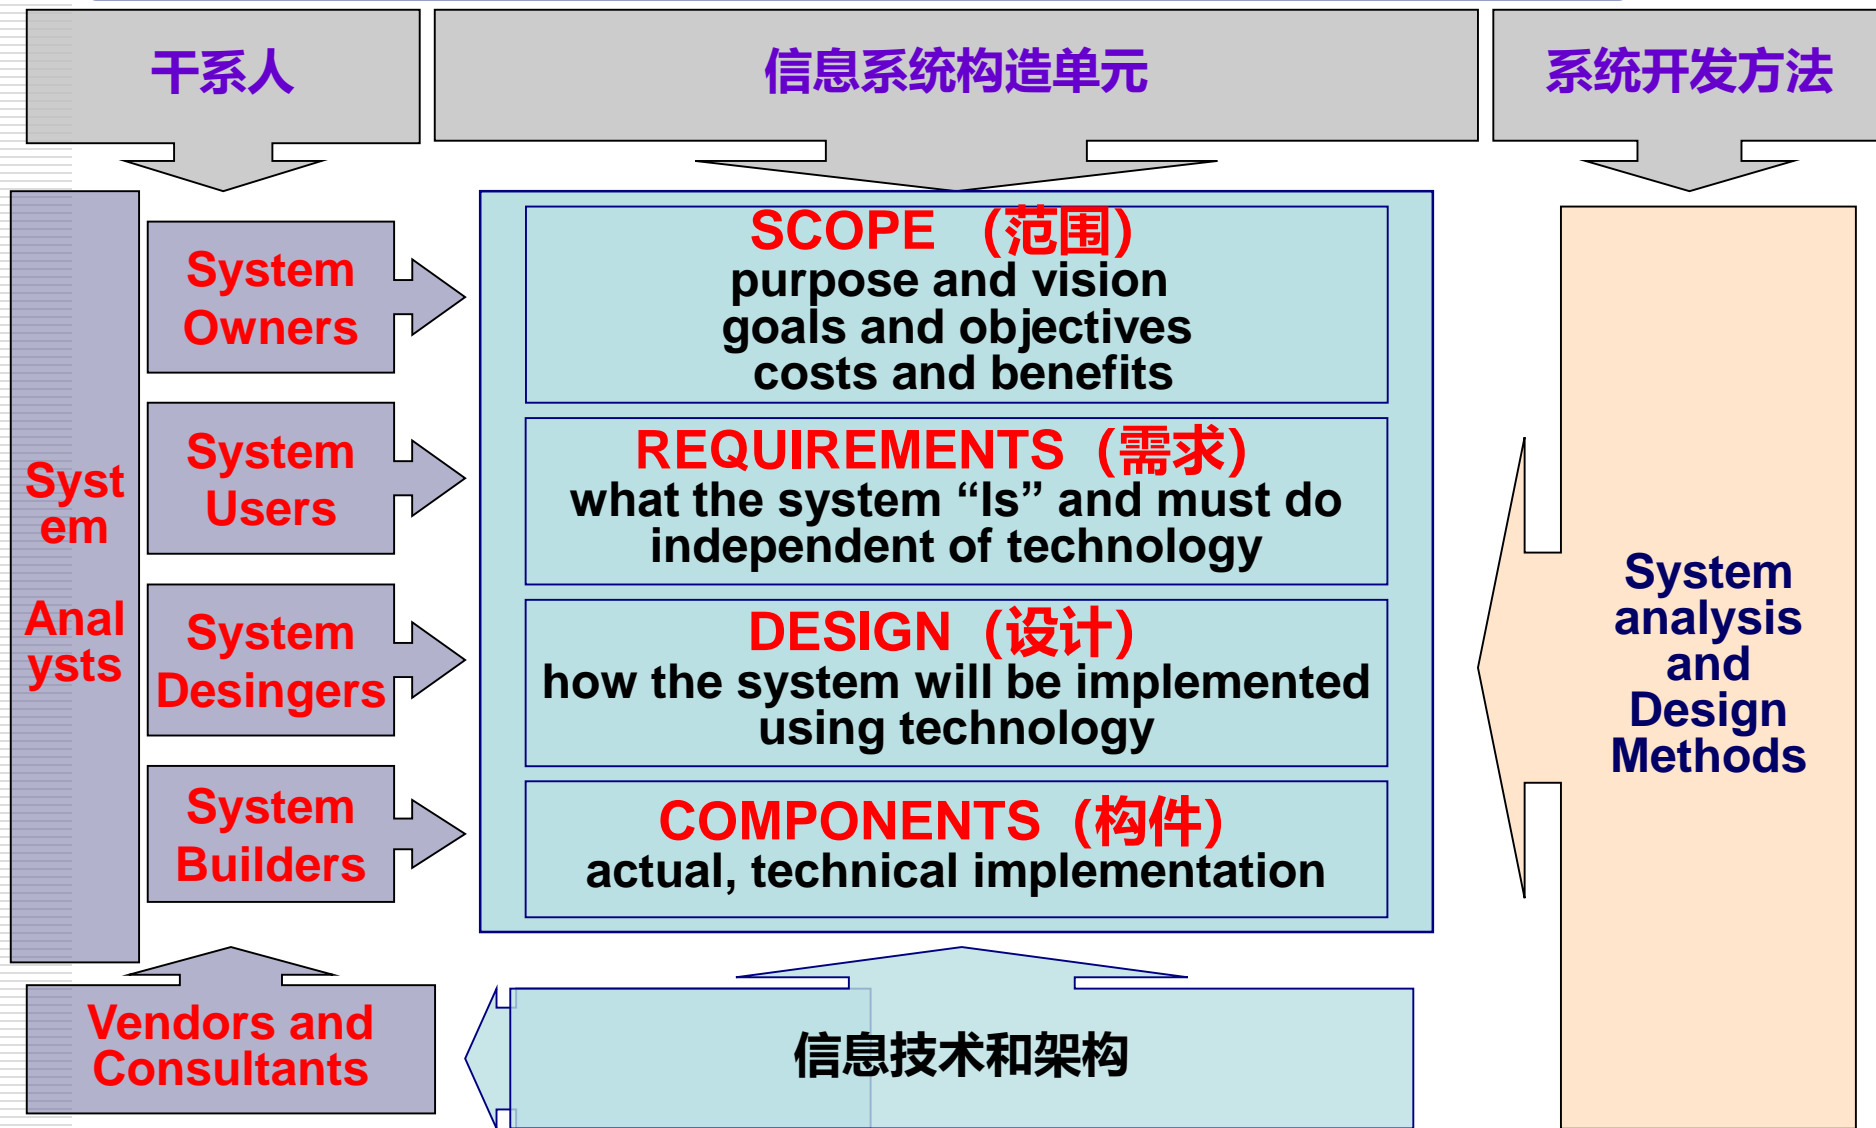 干系人
信息系统构造单元
系统开发方法
Syst
em
Anal
ysts
System
Owners
System
Users
System
Desingers
System
Builders
Vendors and
Consultants
SCOPE （范围）
purpose and vision
goals and objectives
costs and benefits
REQUIREMENTS（需求）
what the system “Is” and must do
independent of technology
DESIGN（设计）
how the system will be implemented
using technology
COMPONENTS（构件）
actual, technical implementation
信息技术和架构
System
analysis
and
Design
Methods